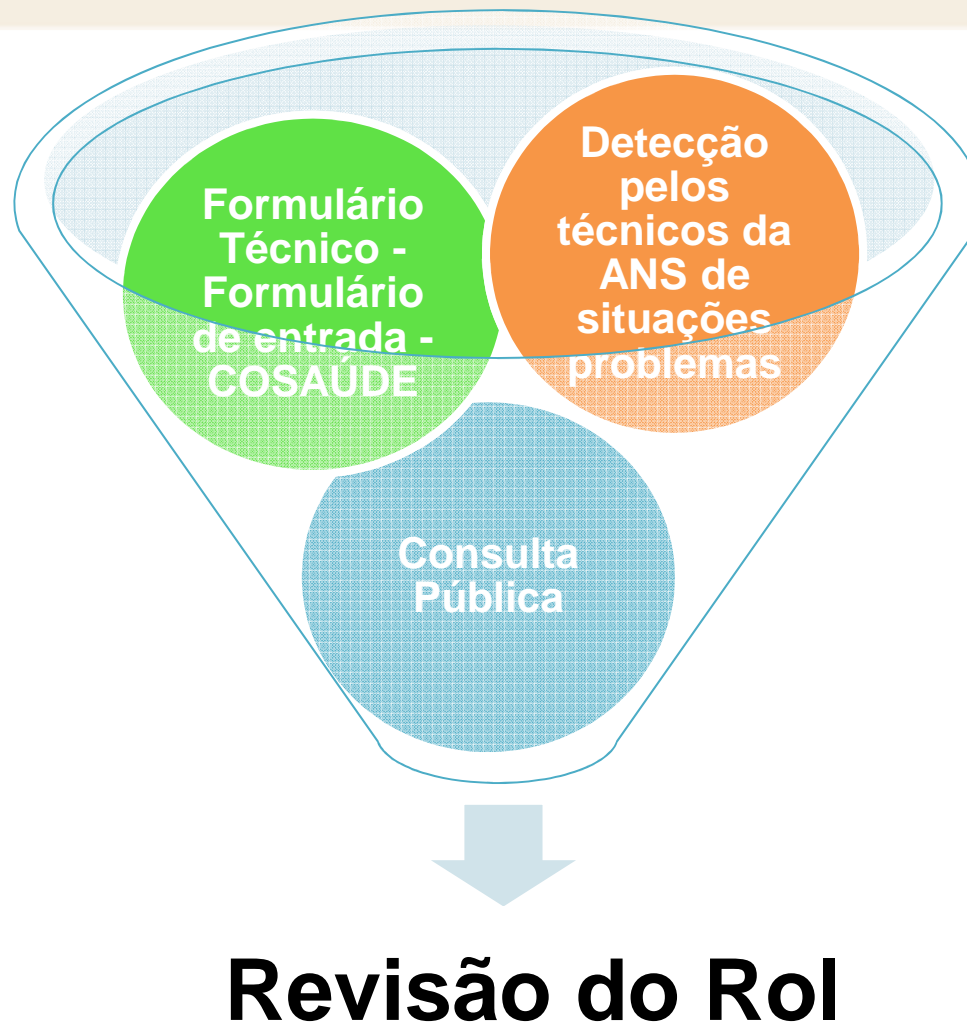 Formulário
Técnico -
Formulário
de entrada -
COSAÚDE
Detecção
pelos
técnicos da
ANS de
situações
problemas
Consulta
Pública
Revisão do Rol